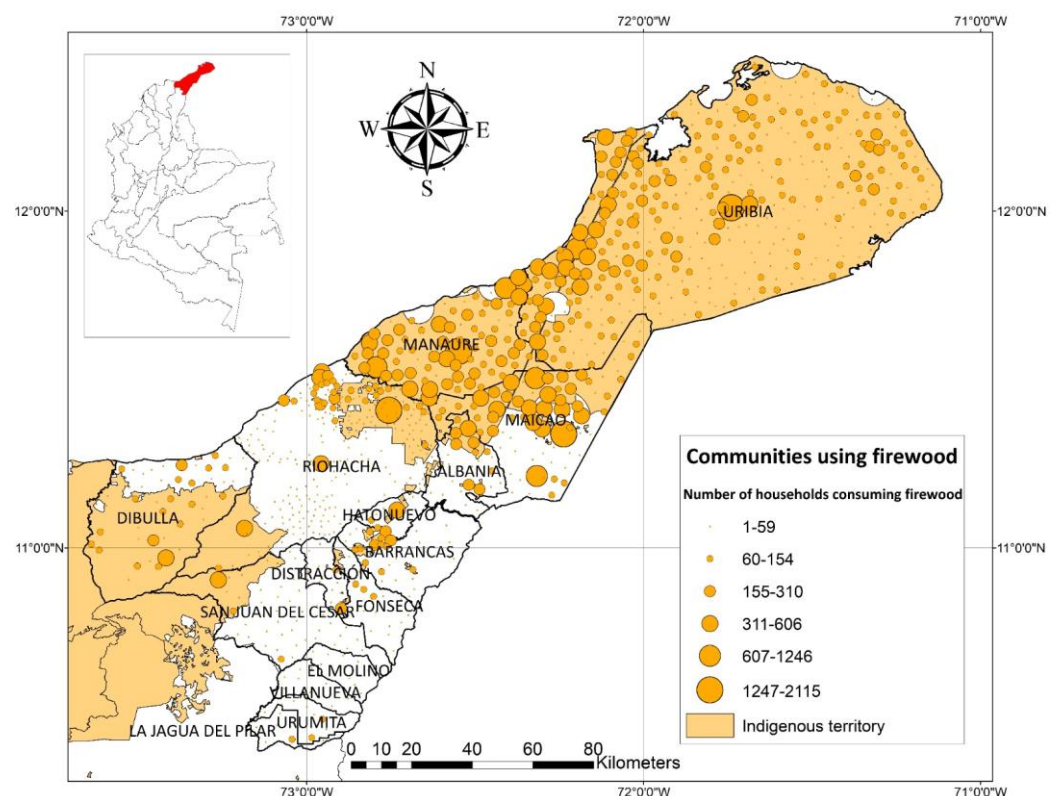 73°0'0"W
72°0'0"W
71°0'0"W
N
W
E
S
12°0'0"N
12°0'0"N
URIBIA
MANAURE
MAICAO
RIOHACHA
ALBANIA
DIBULLA
HATONUEVO
11°0'0"N
BARRANCAS
11°0'0"N
DISTRACCIÓN
SAN JUAN DEL CESAR
FONSECA
EL MOLINO
VILLANUEVA
URUMITA
LA JAGUA DEL PILAR
Communities using firewood
Number of households consuming firewood
1-59
60-154
155-310
311-606
607-1246
1247-2115
Indigenous territory
0 10 20 40 60 80
Kilometers
73°0'0"W
72°0'0"W
71°0'0"W